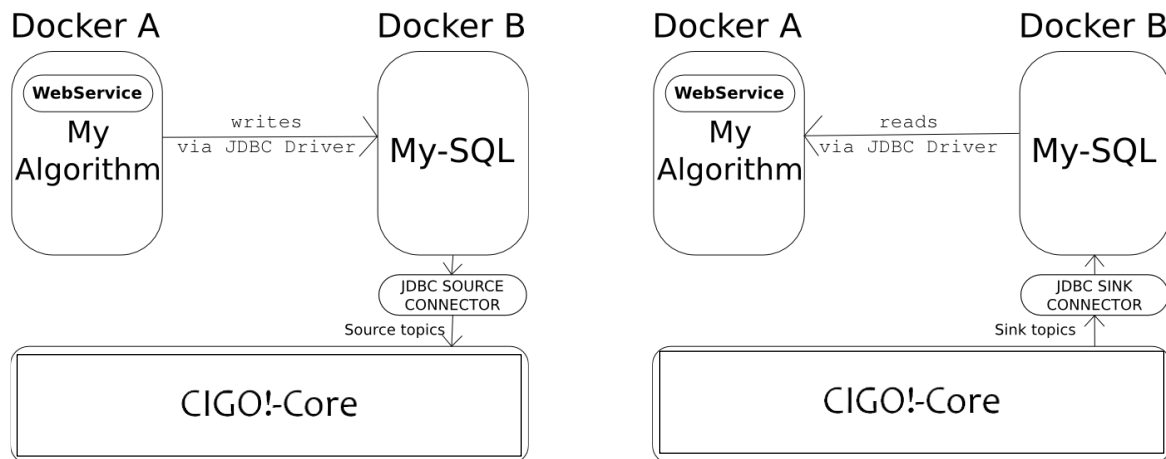 Docker A
Docker B
WebService
My
Algorithm
writes
via JDBC Driver
My-SQL
JDBC SOURCE
CONNECTOR
Source topics
CIGO!-Core
Docker A
Docker B
WebService
My
Algorithm
reads
via JDBC Driver
My-SQL
JDBC SINK
CONNECTOR
Sink topics
CIGO!-Core